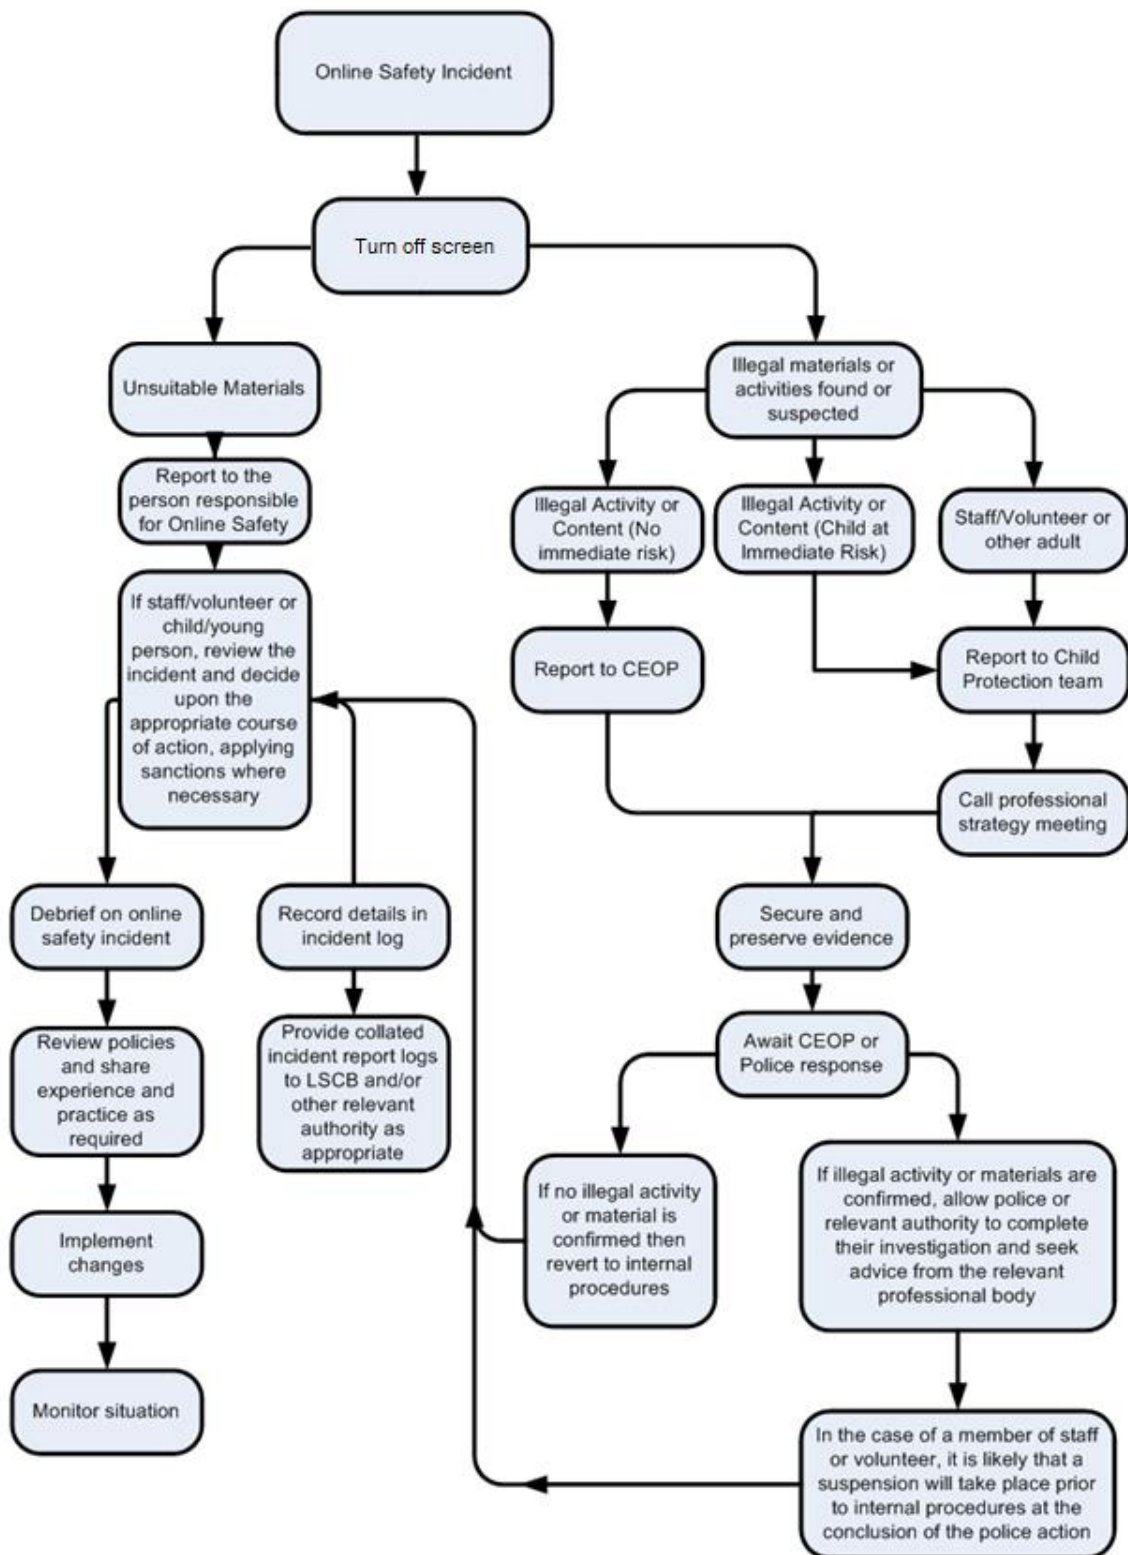 Online Safety Incident
Turn off screen
Unsuitable Materials
Illegal materials or
activities found or
suspected
Report to the
person responsible
for Online Safety
Illegal Activity or
Content (No
immediate risk)
Illegal Activity or
Content (Child at
Immediate Risk)
Staff/Volunteer or
other adult
If staff/volunteer or
child/young
person, review the
incident and decide
upon the
appropriate course
of action, applying
sanctions where
necessary
Report to CEOP
Report to Child
Protection team
Call professional
strategy meeting
Debrief on online
safety incident
Record details in
incident log
Secure and
preserve evidence
Review policies
and share
experience and
practice as
required
Provide collated
incident report logs
to LSCB and/or
other relevant
authority as
appropriate
Await CEOP or
Police response
If no illegal activity
or material is
confirmed then
revert to internal
procedures
If illegal activity or materials are
confirmed, allow police or
relevant authority to complete
their investigation and seek
advice from the relevant
professional body
Implement
changes
Monitor situation
In the case of a member of staff
or volunteer, it is likely that a
suspension will take place prior
to internal procedures at the
conclusion of the police action